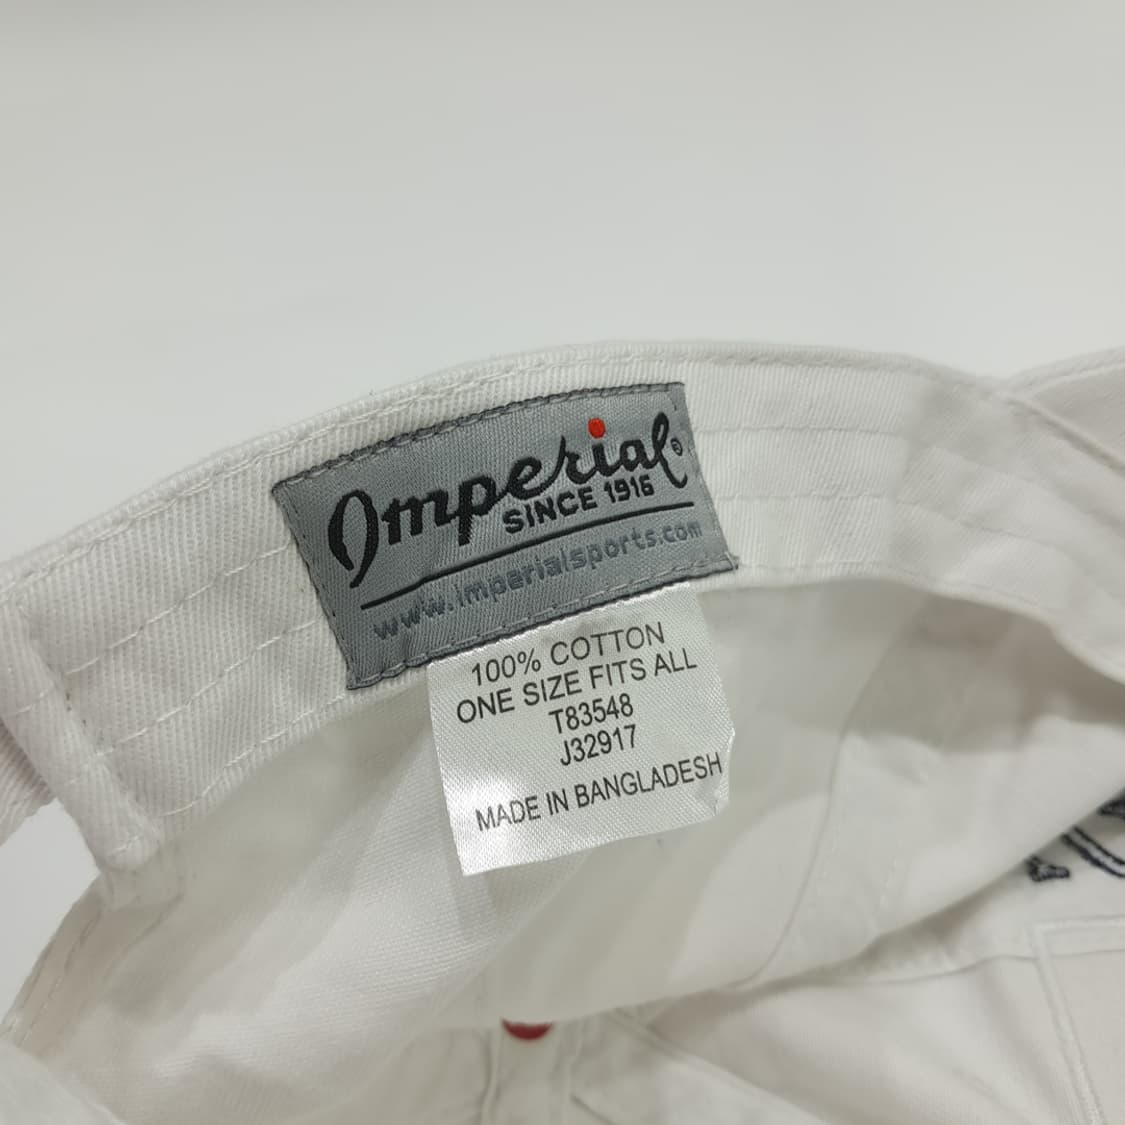 Imperial®
SINCE 1916
www.imperialsports.com
100% COTTON
ONE SIZE FITS ALL
T83548
J32917
MADE IN BANGLADESH